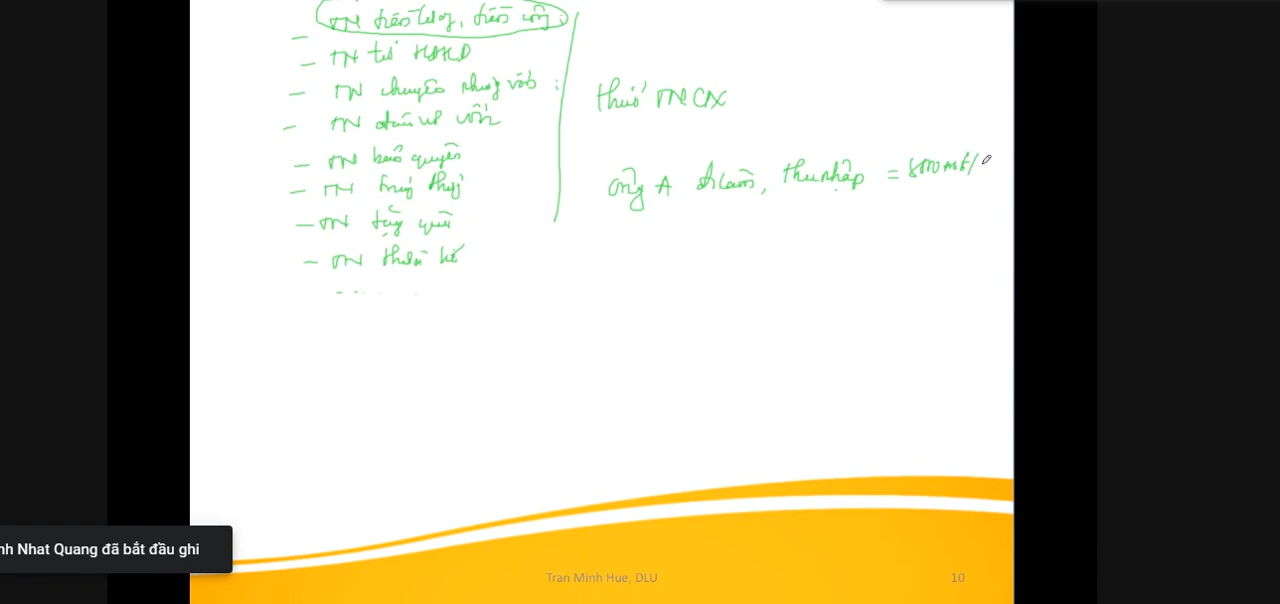 - TN tiền lương, tiền công:
- TN từ HĐKD
- TN chuyển nhượng vốn:
- TN đầu tư vốn
- TN bản quyền
- TN trúng thưởng
- TN tặng quà
- TN thừa kế
thuế TNCN
ông A đi làm, thu nhập =
nh Nhat Quang đã bắt đầu ghi
Tran Minh Hue, DLU
10